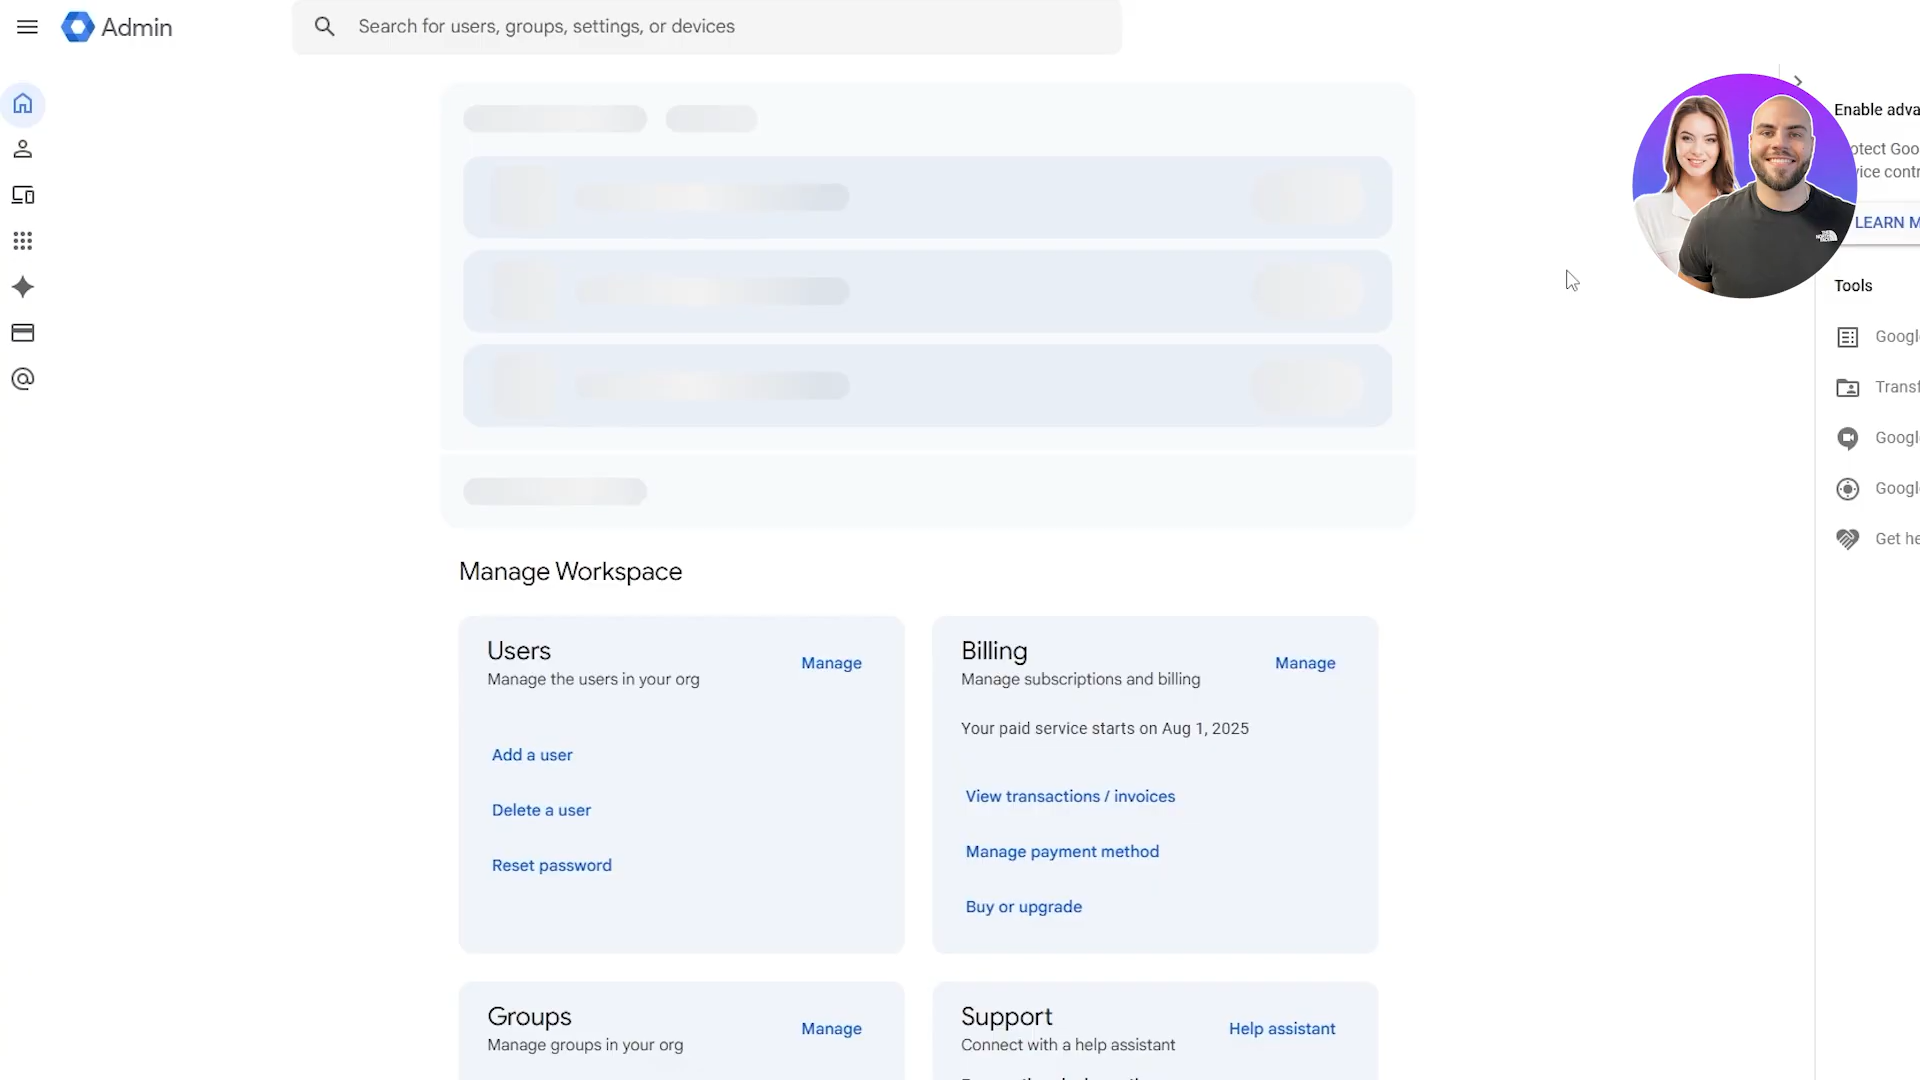 Admin
Search for users, groups, settings, or devices
Enable adva
otect Goo
vice contr
LEARN M
Tools
Googl
Transf
Googl
Googl
Get he
Manage Workspace
Users
Manage
Manage the users in your org
Add a user
Delete a user
Reset password
Billing
Manage
Manage subscriptions and billing
Your paid service starts on Aug 1, 2025
View transactions / invoices
Manage payment method
Buy or upgrade
Groups
Manage
Manage groups in your org
Support
Help assistant
Connect with a help assistant